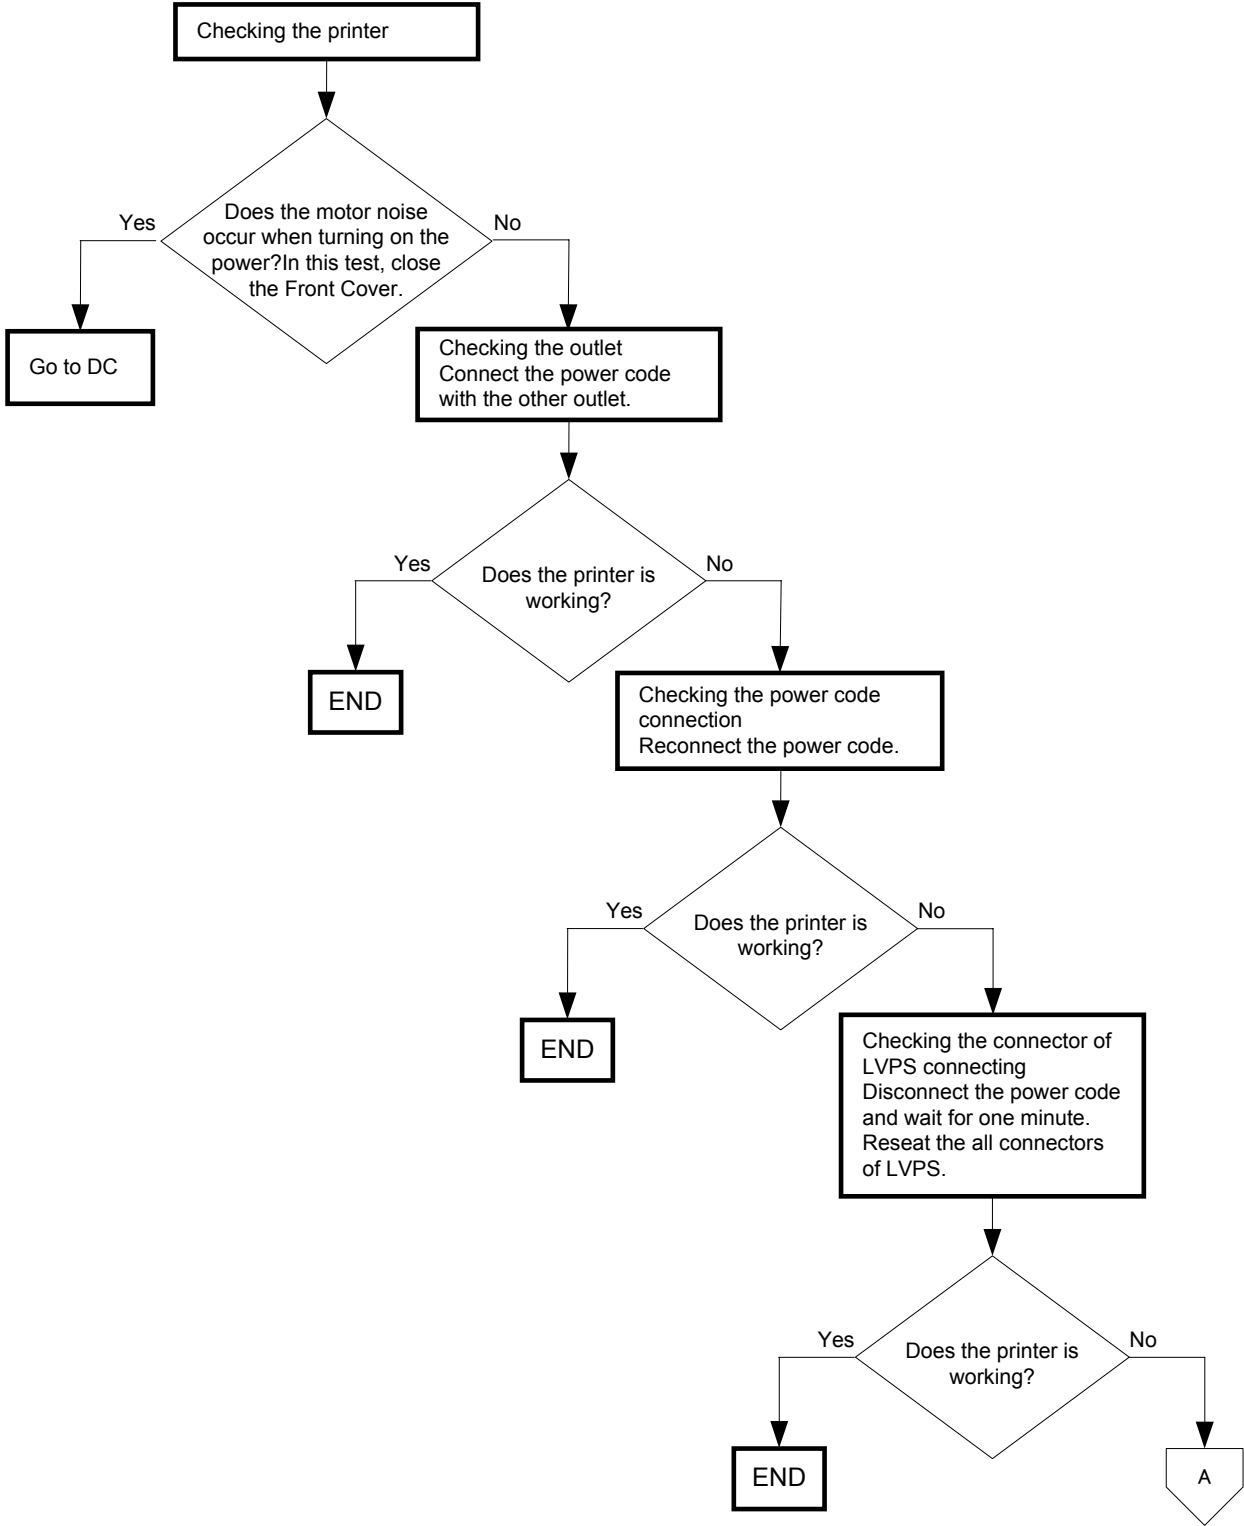 Checking the printer
Does the motor noise
occur when turning on the
power?In this test, close
the Front Cover.
Yes
No
Go to DC
Checking the outlet
Connect the power code
with the other outlet.
Does the printer is
working?
Yes
No
END
Checking the power code
connection
Reconnect the power code.
Does the printer is
working?
Yes
No
END
Checking the connector of
LVPS connecting
Disconnect the power code
and wait for one minute.
Reseat the all connectors
of LVPS.
Does the printer is
working?
Yes
No
END
A